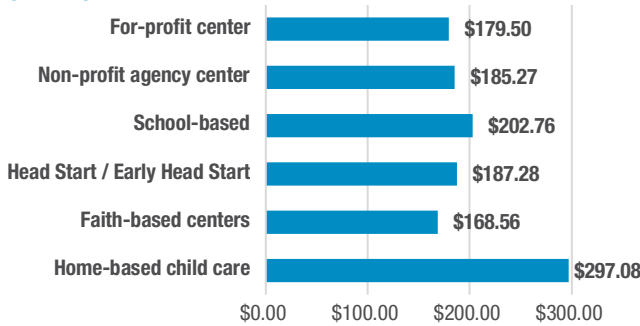 For-profit center $179.50
Non-profit agency center $185.27
School-based $202.76
Head Start / Early Head Start $187.28
Faith-based centers $168.56
Home-based child care $297.08
$0.00 $100.00 $200.00 $300.00